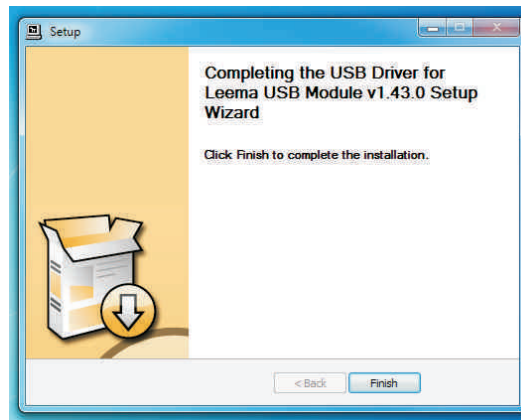 Setup
Completing the USB Driver for
Leema USB Module v1.43.0 Setup
Wizard
Click Finish to complete the installation.
< Back
Finish